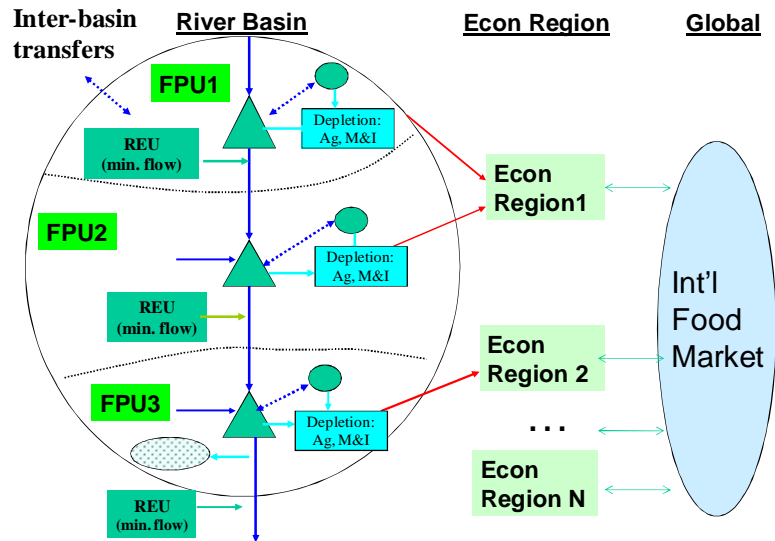 Inter-basin
transfers
River Basin
Econ Region
Global
FPU1
REU
(min. flow)
Depletion:
Ag, M&I
FPU2
REU
(min. flow)
Depletion:
Ag, M&I
FPU3
REU
(min. flow)
Depletion:
Ag, M&I
Econ
Region1
Econ
Region 2
...
Econ
Region N
Int'l
Food
Market